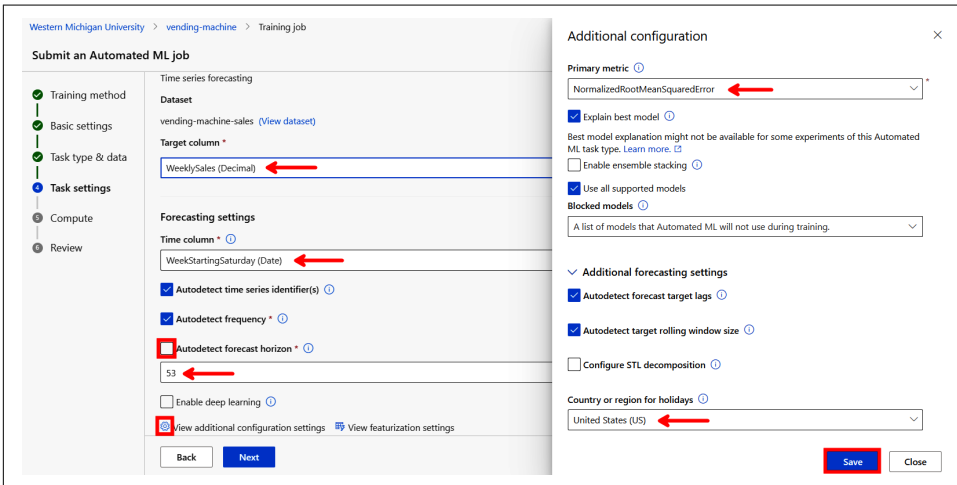 Western Michigan University > vending-machine > Training job
Submit an Automated ML job
Training method
Basic settings
Task type & data
4 Task settings
5 Compute
6 Review
Time series forecasting
Dataset
vending-machine-sales (View dataset)
Target column *
WeeklySales (Decimal)
Forecasting settings
Time column *
WeekStartingSaturday (Date)
Autodetect time series identifier(s)
Autodetect frequency *
Autodetect forecast horizon *
53
Enable deep learning
View additional configuration settings View featurization settings
Back Next
Additional configuration
Primary metric
NormalizedRootMeanSquaredError *
Explain best model
Best model explanation might not be available for some experiments of this Automated
ML task type. Learn more.
Enable ensemble stacking
Use all supported models
Blocked models
A list of models that Automated ML will not use during training.
Additional forecasting settings
Autodetect forecast target lags
Autodetect target rolling window size
Configure STL decomposition
Country or region for holidays
United States (US)
Save Close